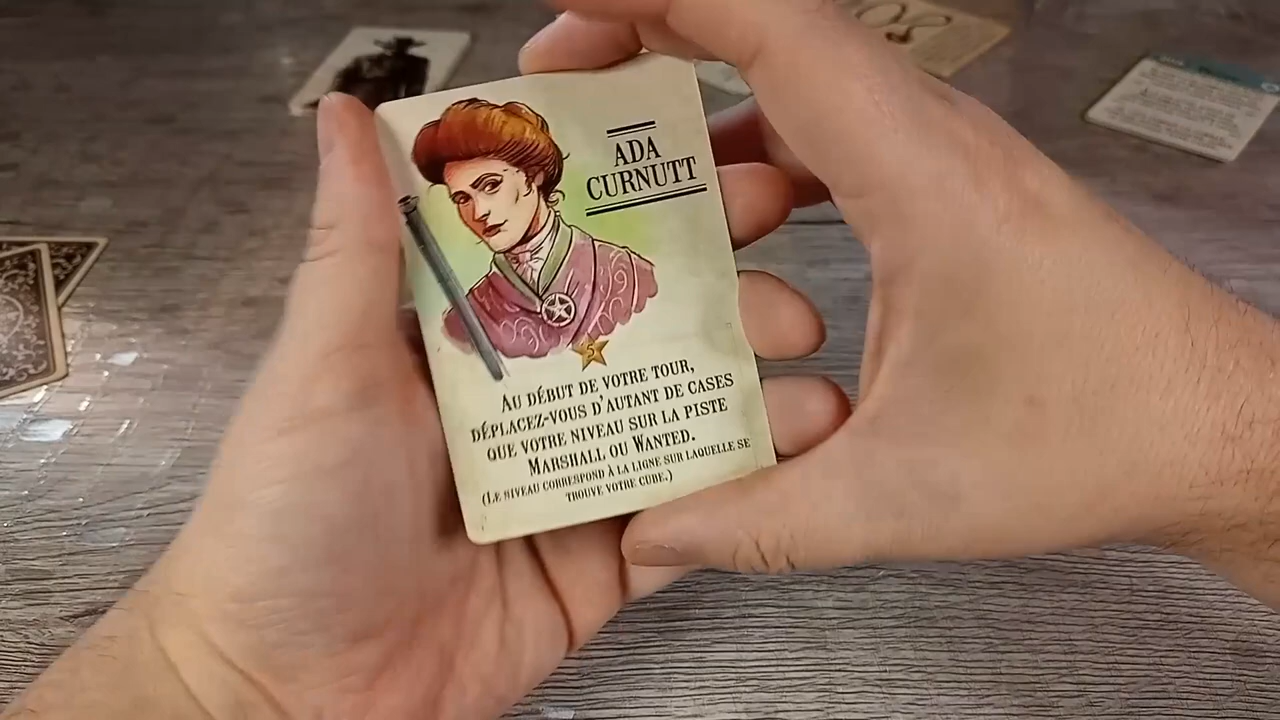 ADA
CURNUTT
5
AU DÉBUT DE VOTRE TOUR,
DÉPLACEZ-VOUS D'AUTANT DE CASES
QUE VOTRE NIVEAU SUR LA PISTE
MARSHALL OU WANTED.
(LE NIVEAU CORRESPOND À LA LIGNE SUR LAQUELLE SE
TROUVE VOTRE CUBE.)